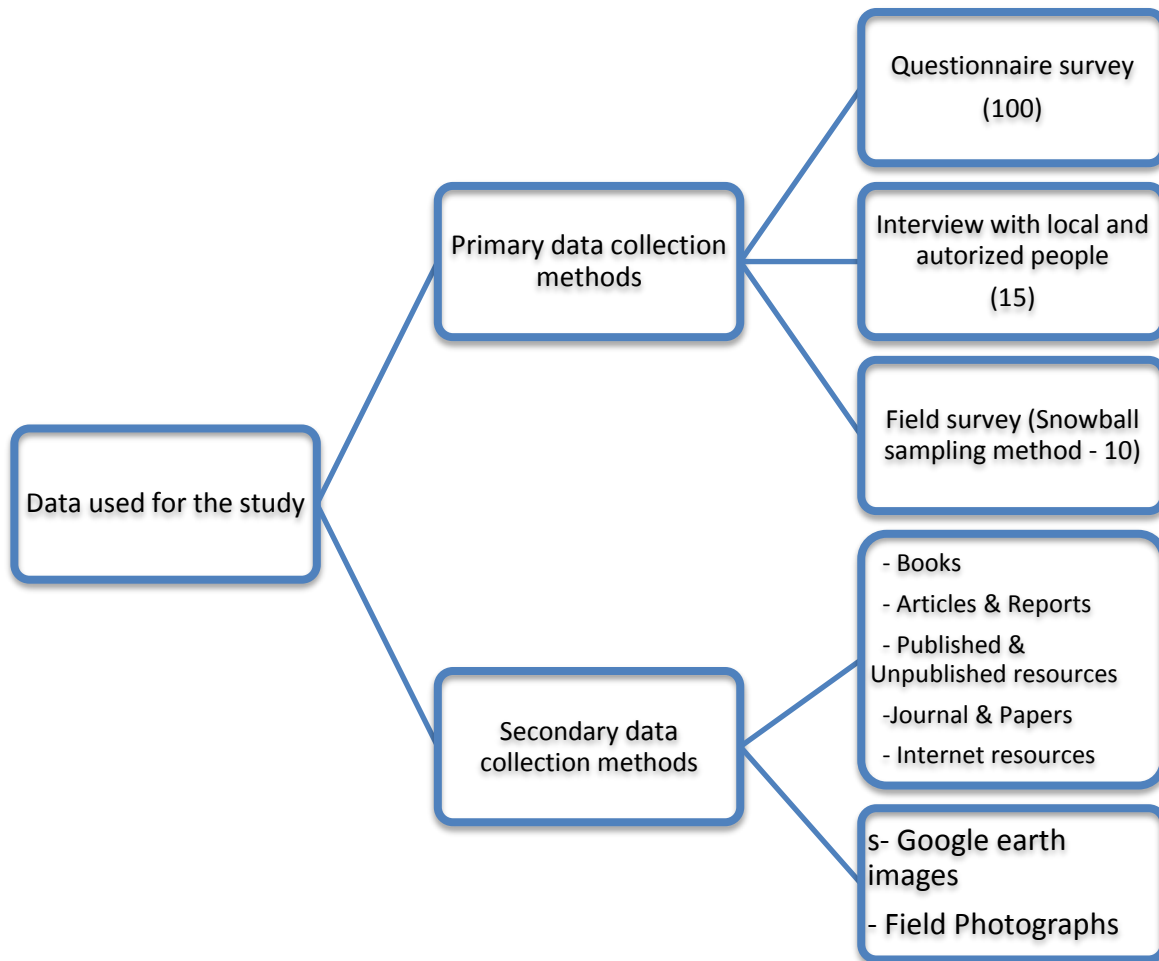 Data used for the study
Primary data collection
methods
Questionnaire survey
(100)
Interview with local and
autorized people
(15)
Field survey (Snowball
sampling method - 10)
Secondary data
collection methods
- Books
- Articles & Reports
- Published &
Unpublished resources
-Journal & Papers
- Internet resources
s- Google earth
images
- Field Photographs